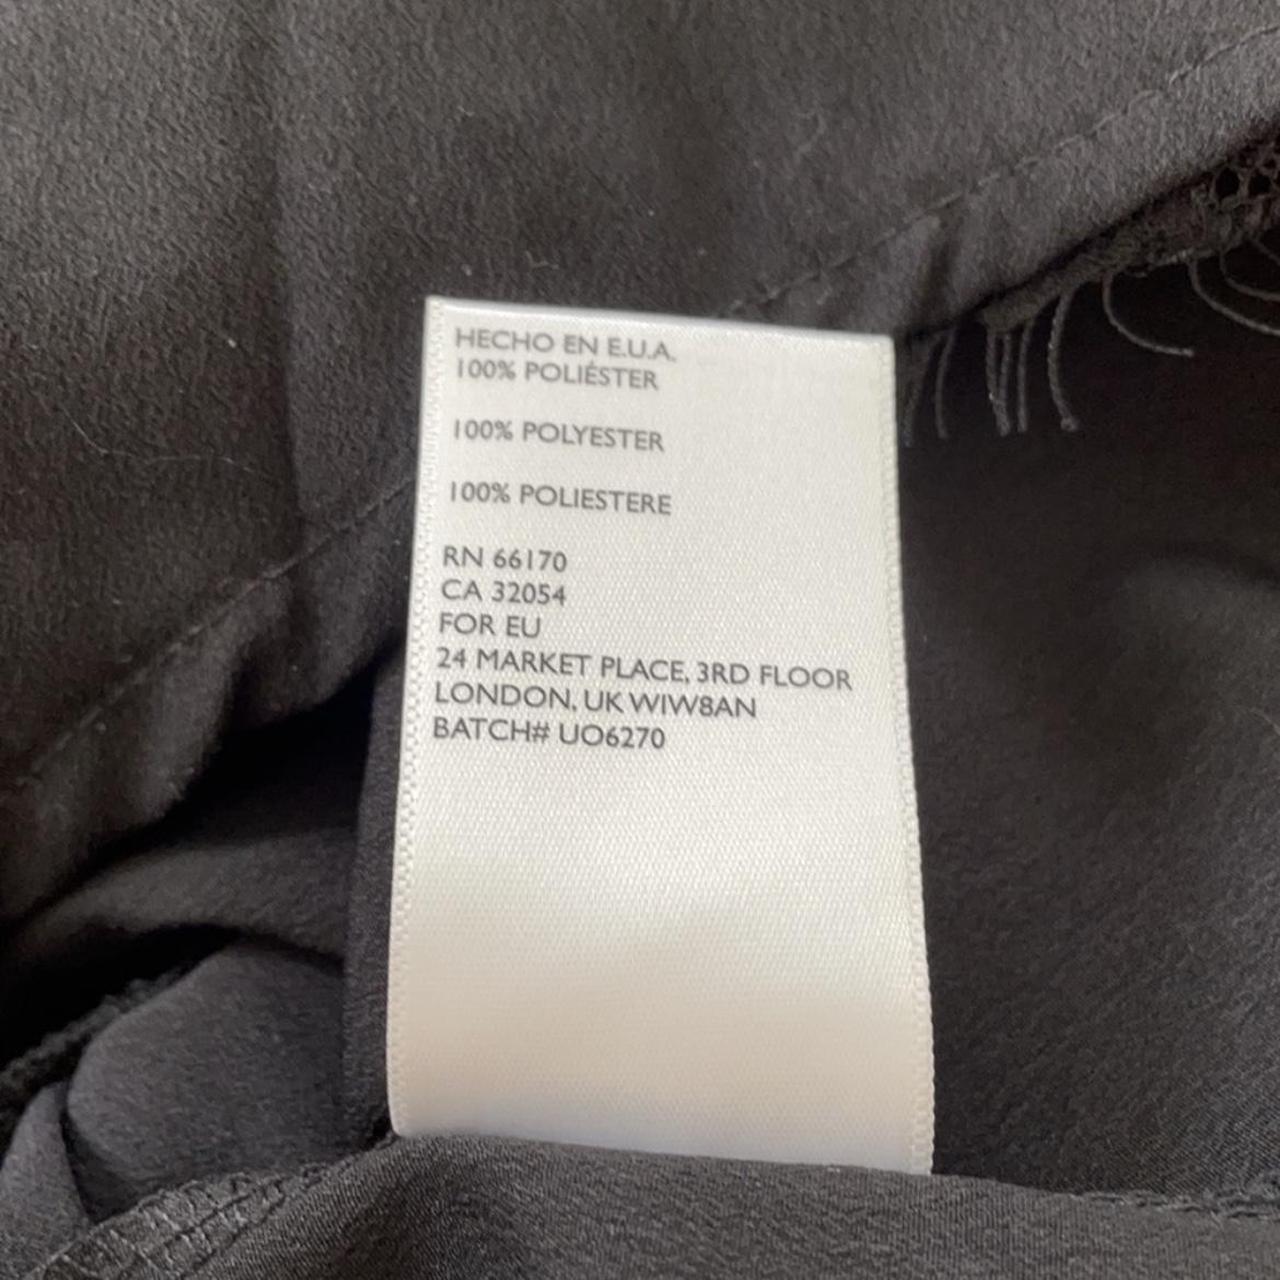 HECHO EN E.U.A.
100% POLIÉSTER
100% POLYESTER
100% POLIESTERE
RN 66170
CA 32054
FOR EU
24 MARKET PLACE, 3RD FLOOR
LONDON, UK W1W8AN
BATCH# UO6270